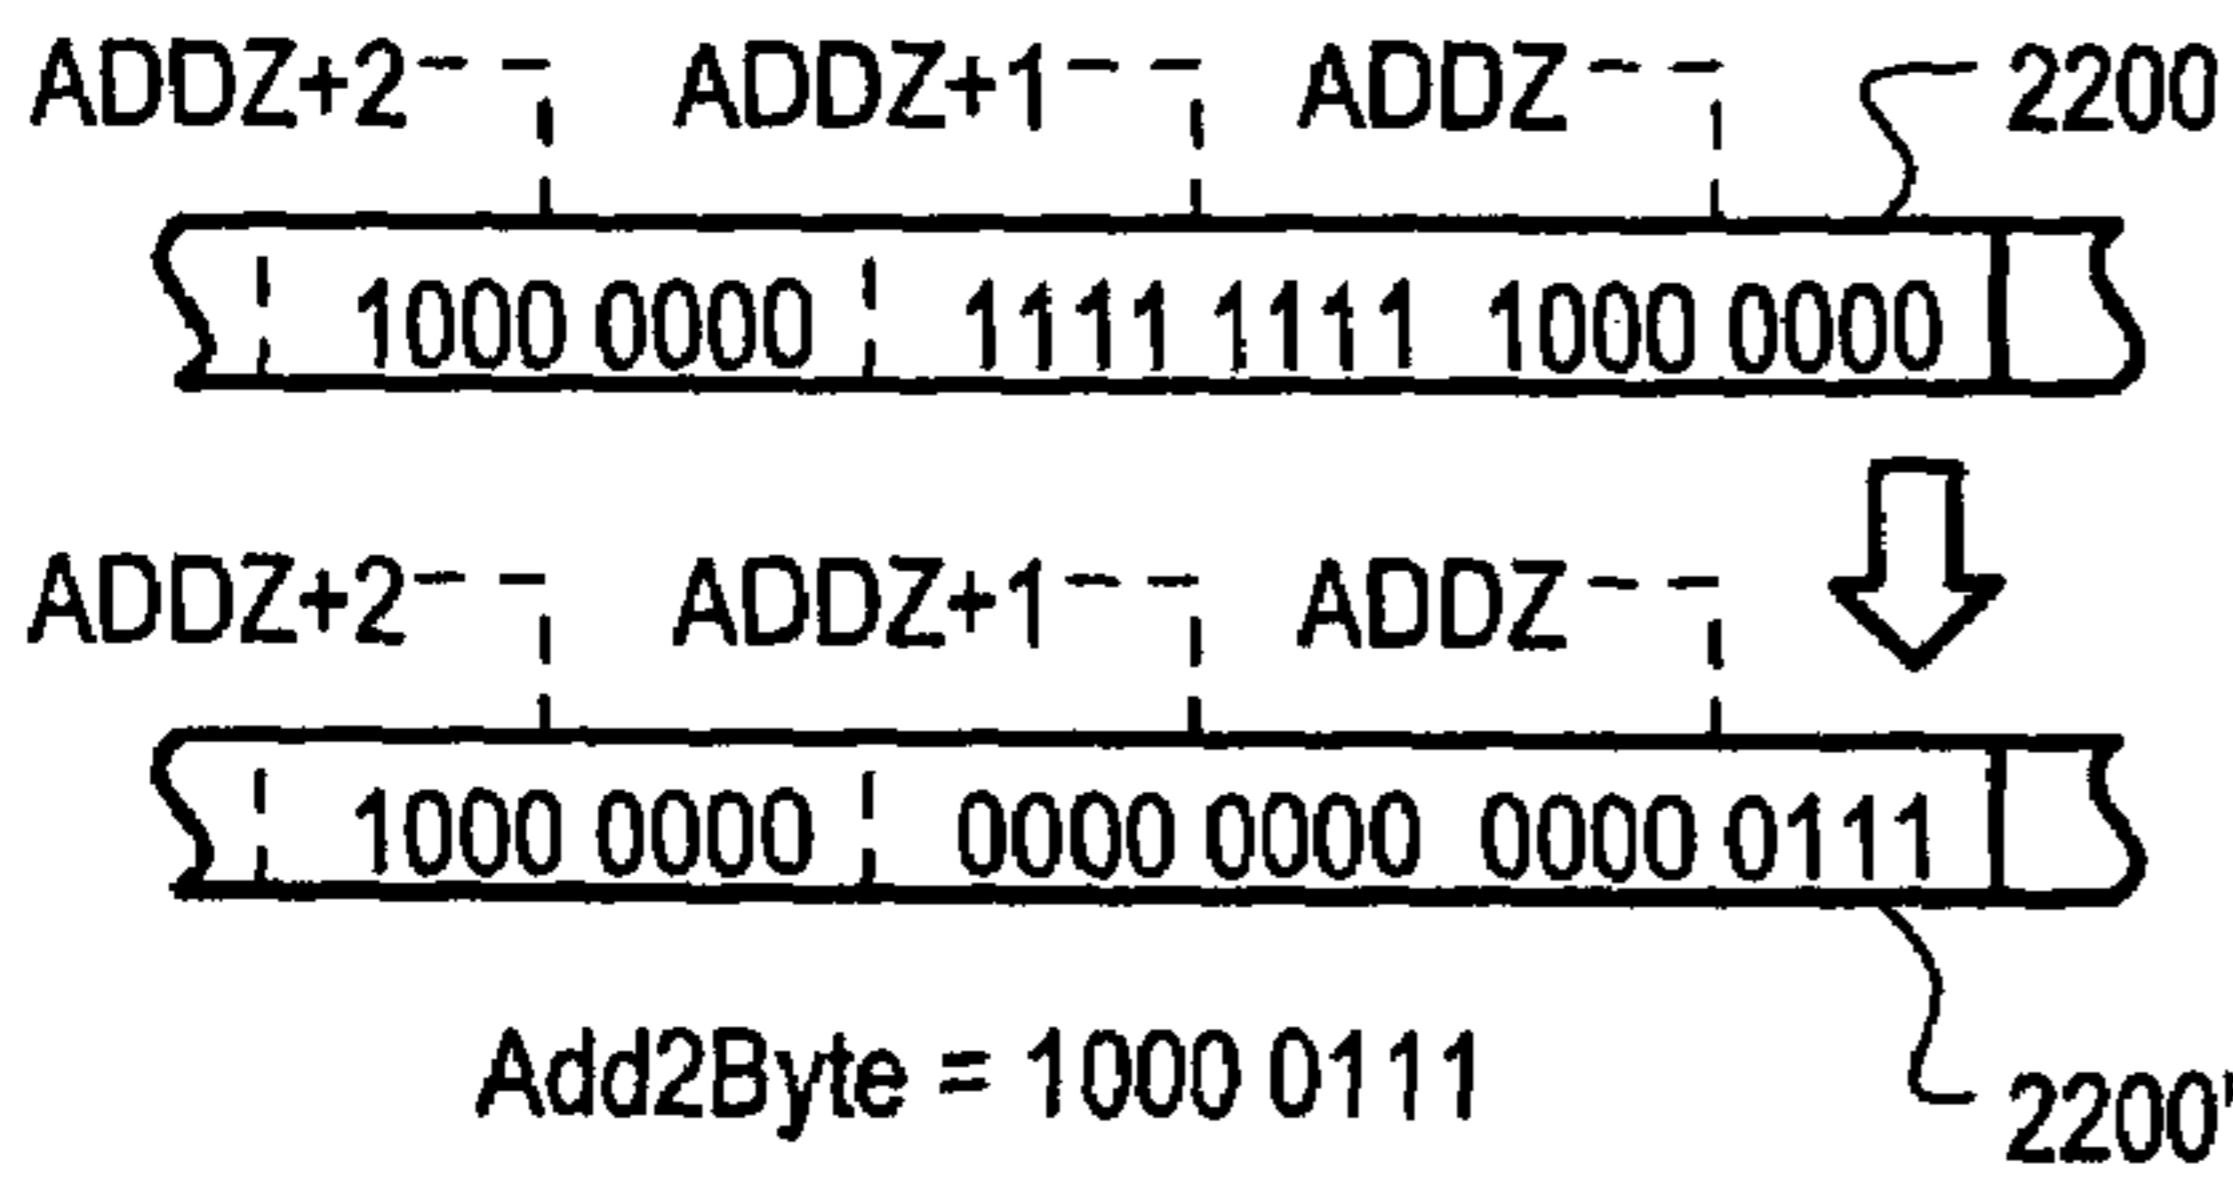 ADDZ+2 ADDZ+1 ADDZ 2200
1000 0000 1111 1111 1000 0000
ADDZ+2 ADDZ+1 ADDZ
1000 0000 0000 0000 0000 0111
Add2Byte = 1000 0111
2200'